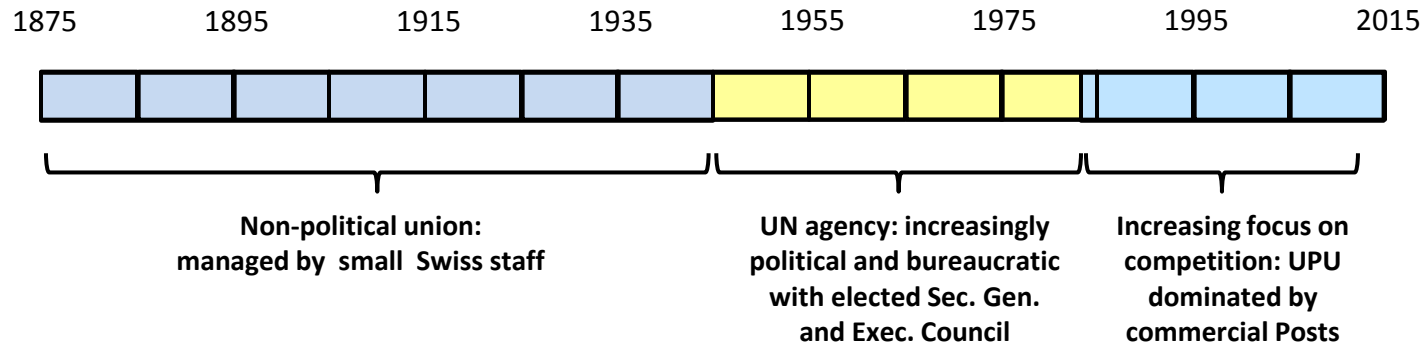 1875 1895 1915 1935 1955 1975 1995 2015
Non-political union:
managed by small Swiss staff
UN agency: increasingly
political and bureaucratic
with elected Sec. Gen.
and Exec. Council
Increasing focus on
competition: UPU
dominated by
commercial Posts